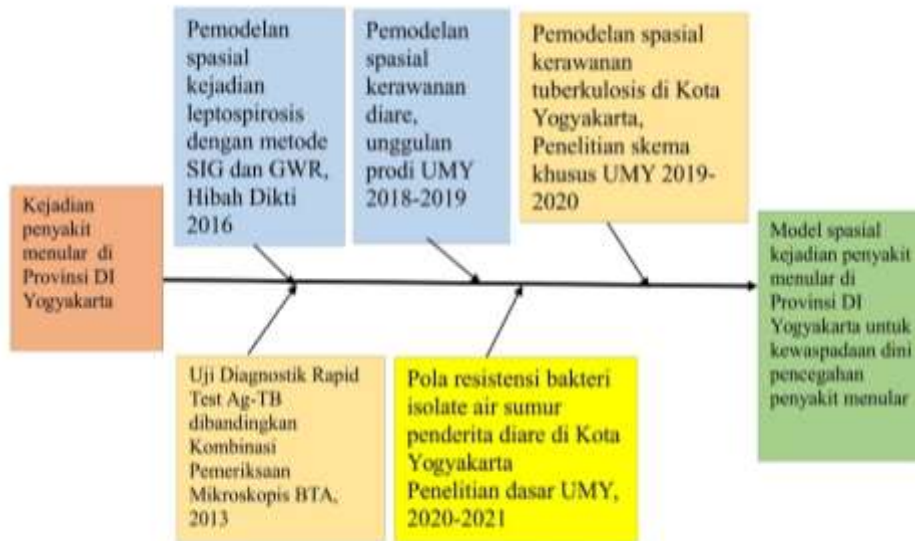 Pemodelan
spasial
kejadian
leptospirosis
dengan metode
SIG dan GWR,
Hibah Dikti
2016
Pemodelan
spasial
kerawanan
diare,
unggulan
prodi UMY
2018-2019
Pemodelan spasial
kerawanan
tuberkulosis di Kota
Yogyakarta,
Penelitian skema
khusus UMY 2019-
2020
Kejadian
penyakit
menular di
Provinsi DI
Yogyakarta
Model spasial
kejadian penyakit
menular di
Provinsi DI
Yogyakarta untuk
kewaspadaan dini
pencegahan
penyakit menular
Uji Diagnostik Rapid
Test Ag-TB
dibandingkan
Kombinasi
Pemeriksaan
Mikroskopis BTA,
2013
Pola resistensi bakteri
isolate air sumur
penderita diare di Kota
Yogyakarta
Penelitian dasar UMY,
2020-2021